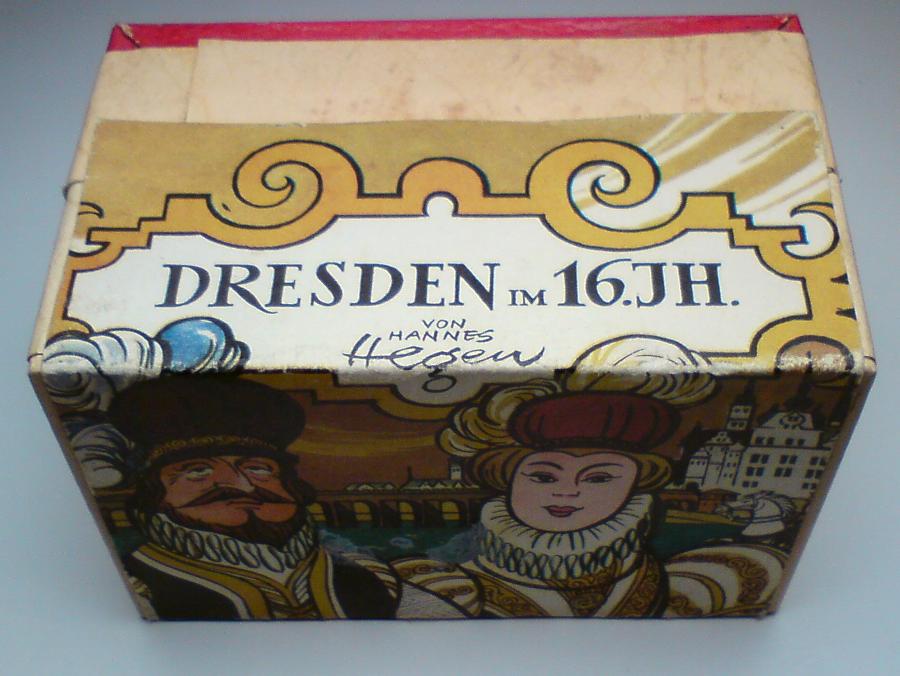 DRESDEN IM 16.JH.
VON
HANNES
Hegen